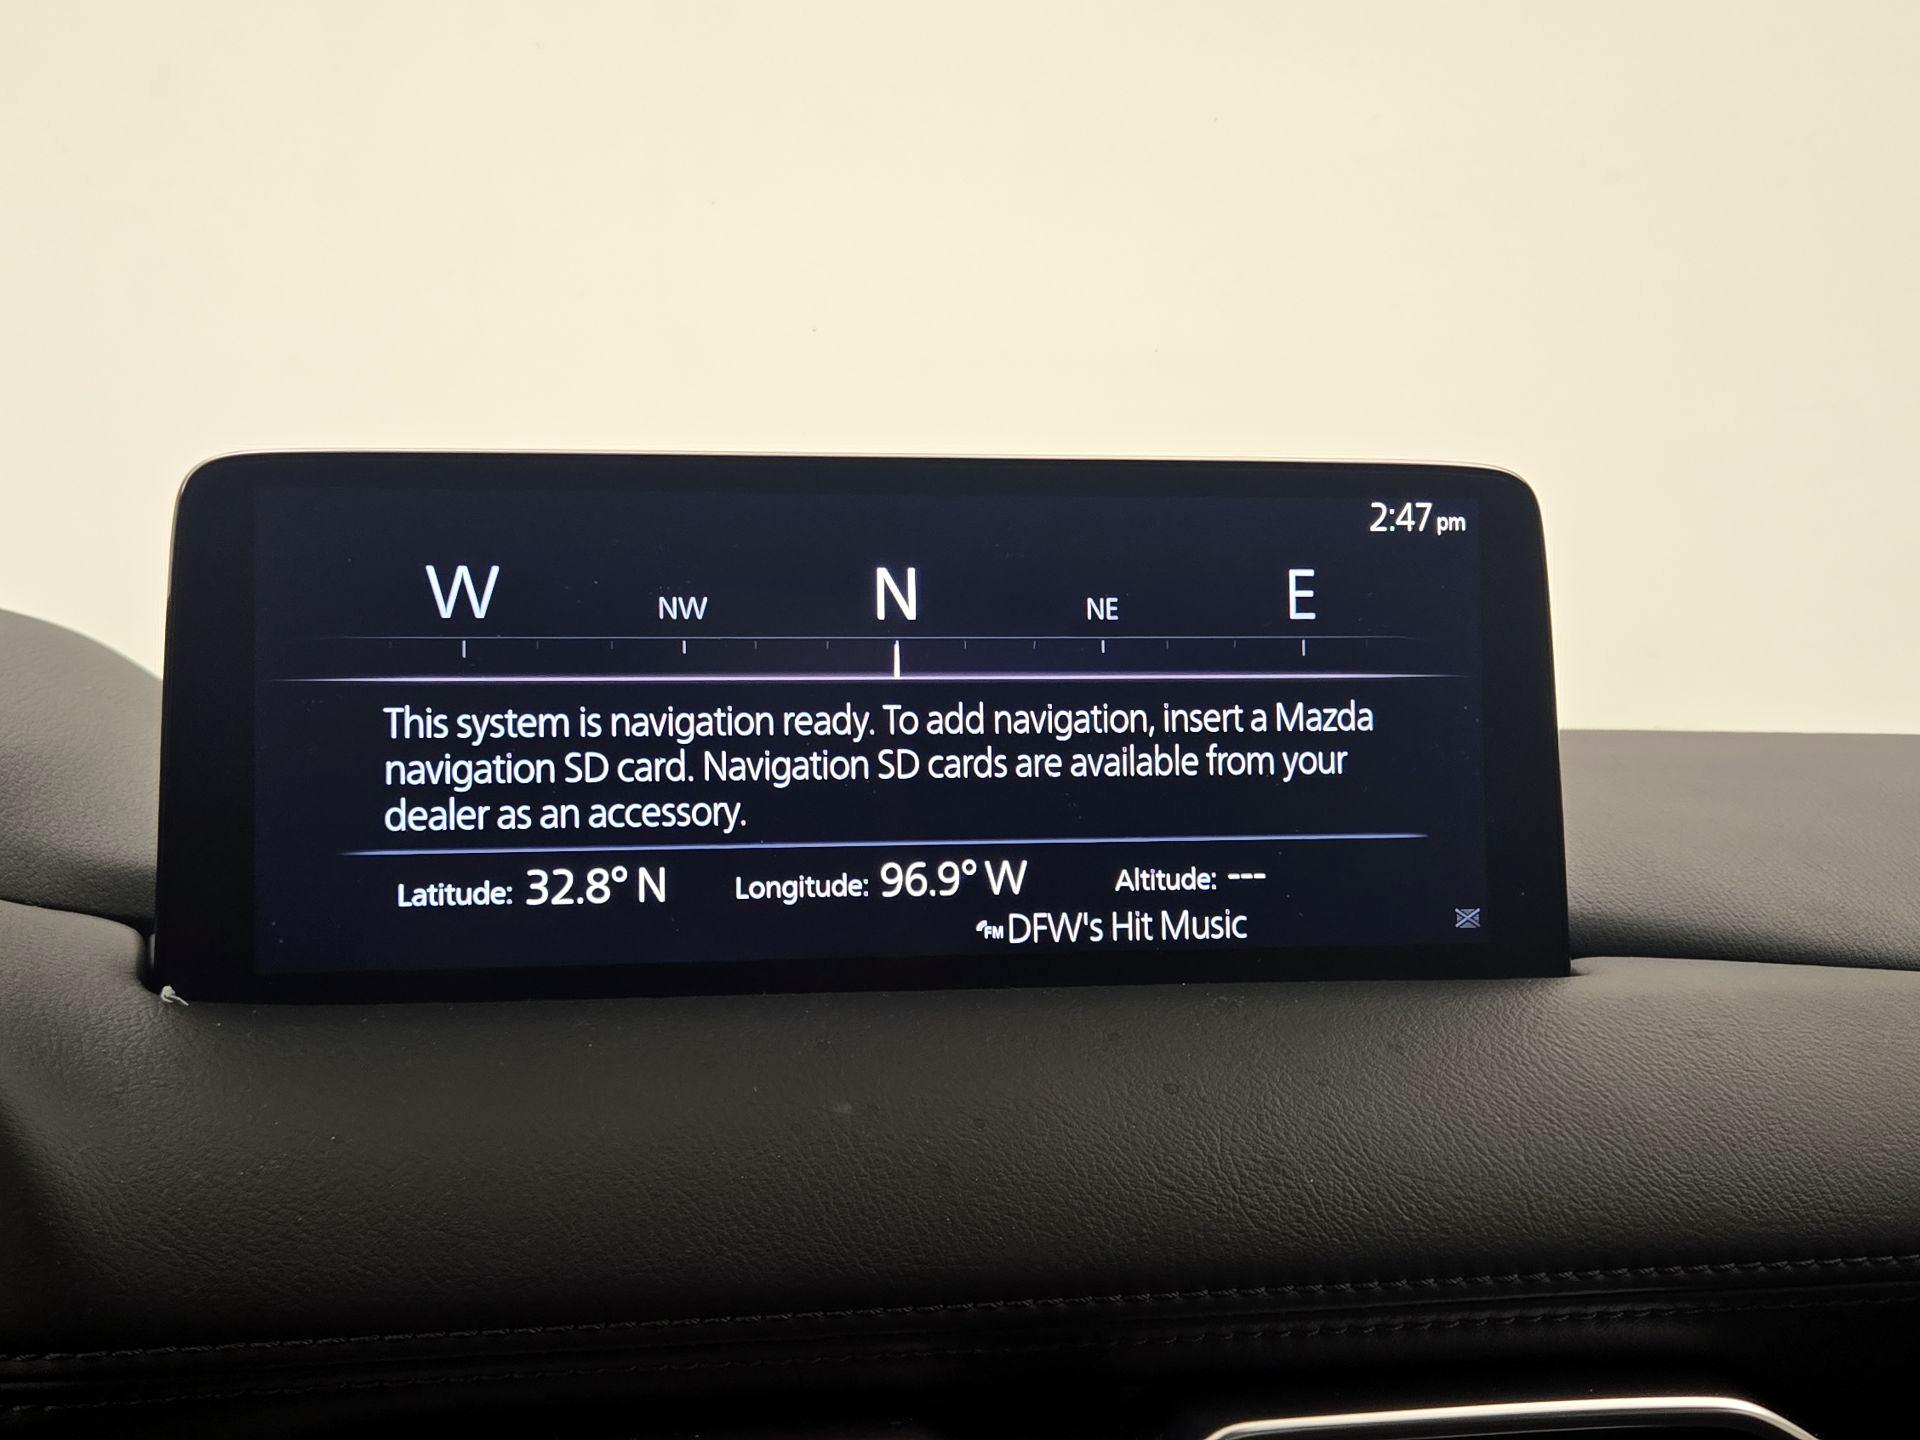 2:47 pm
W NW N NE E
This system is navigation ready. To add navigation, insert a Mazda
navigation SD card. Navigation SD cards are available from your
dealer as an accessory.
Latitude: 32.8° N Longitude: 96.9° W Altitude: ---
FM DFW's Hit Music